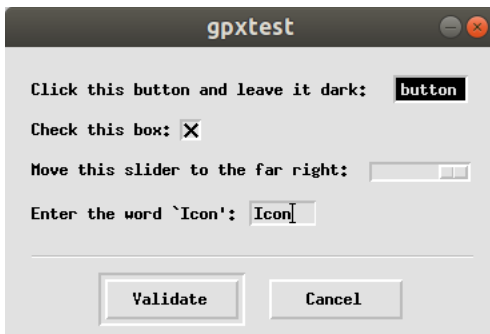 gpxtest
Click this button and leave it dark: button
Check this box:
Move this slider to the far right:
Enter the word `Icon': Icon
Validate Cancel